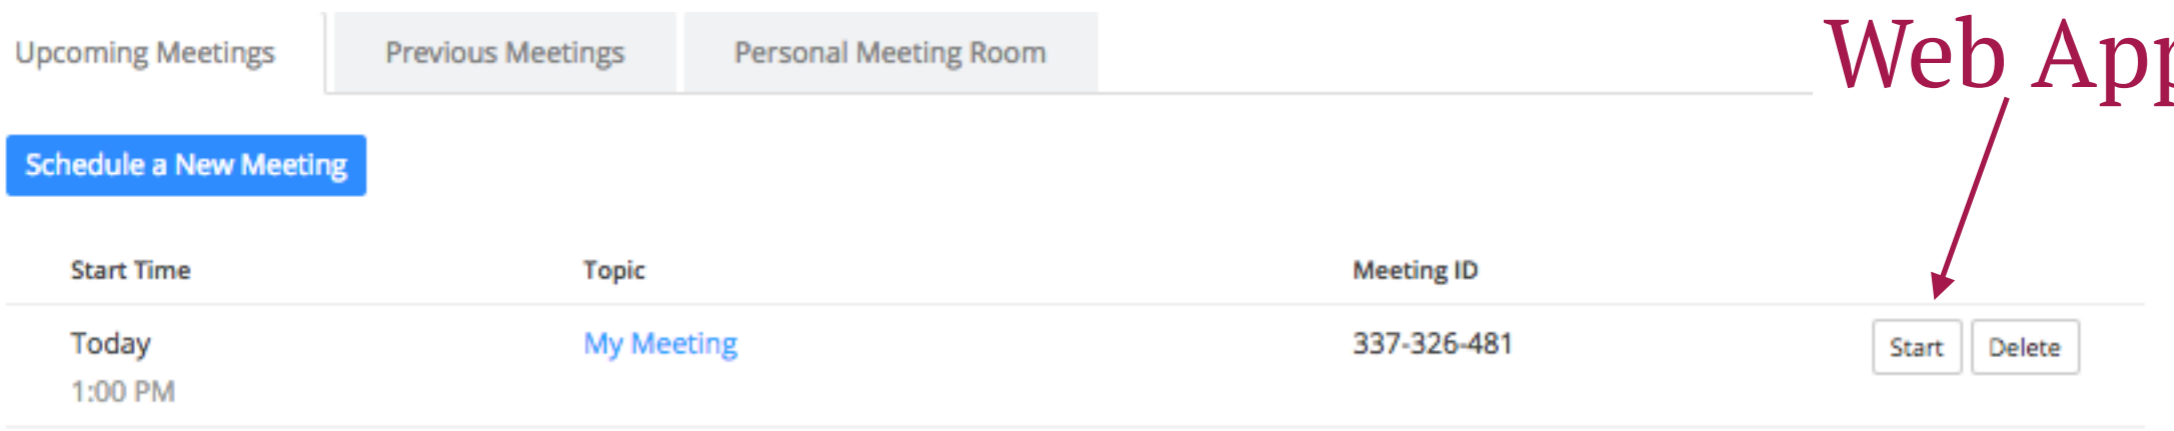 Upcoming Meetings Previous Meetings Personal Meeting Room Web App
Schedule a New Meeting
Start Time Topic Meeting ID
Today My Meeting 337-326-481 Start Delete
1:00 PM